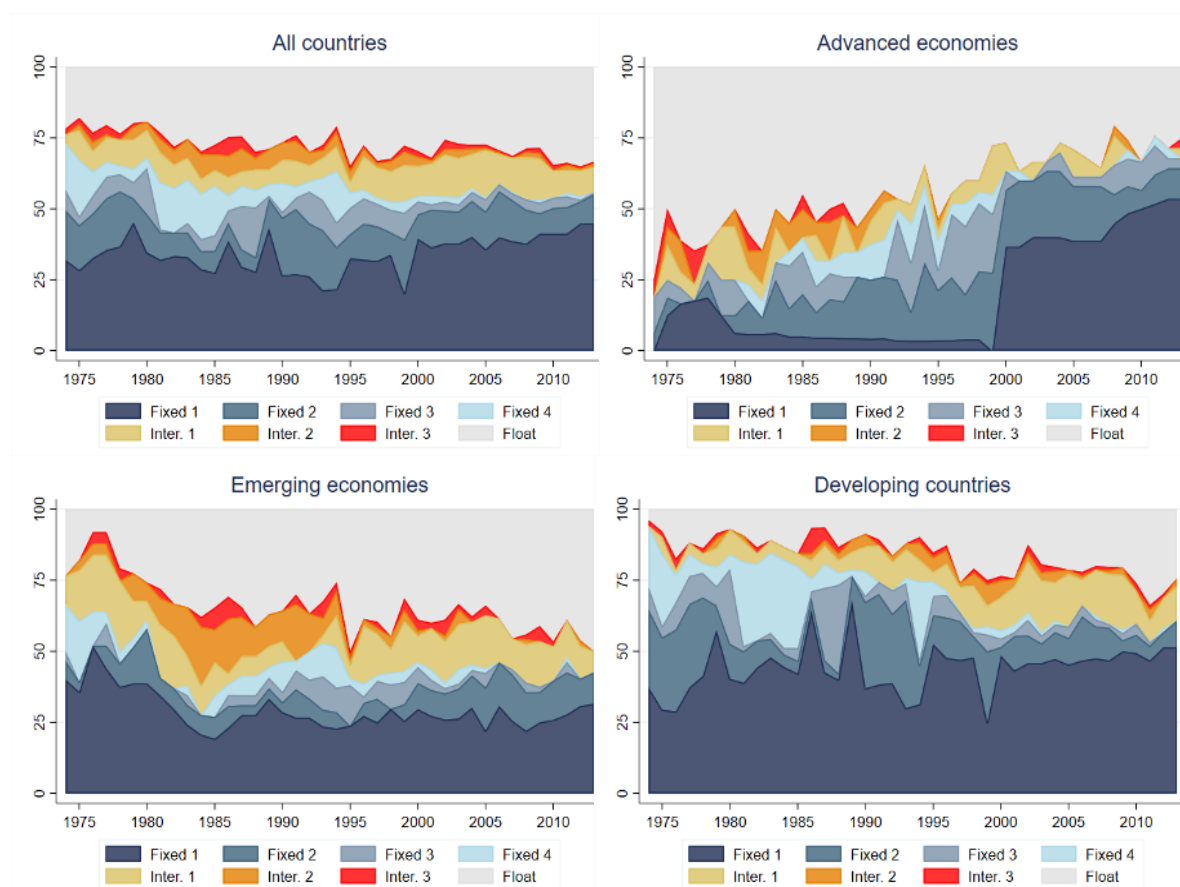 All countries
Advanced economies
100
75
50
25
0
1975 1980 1985 1990 1995 2000 2005 2010
Fixed 1 Fixed 2 Fixed 3 Fixed 4
Inter. 1 Inter. 2 Inter. 3 Float
100
75
50
25
0
1975 1980 1985 1990 1995 2000 2005 2010
Fixed 1 Fixed 2 Fixed 3 Fixed 4
Inter. 1 Inter. 2 Inter. 3 Float
Emerging economies
Developing countries
100
75
50
25
0
1975 1980 1985 1990 1995 2000 2005 2010
Fixed 1 Fixed 2 Fixed 3 Fixed 4
Inter. 1 Inter. 2 Inter. 3 Float
100
75
50
25
0
1975 1980 1985 1990 1995 2000 2005 2010
Fixed 1 Fixed 2 Fixed 3 Fixed 4
Inter. 1 Inter. 2 Inter. 3 Float